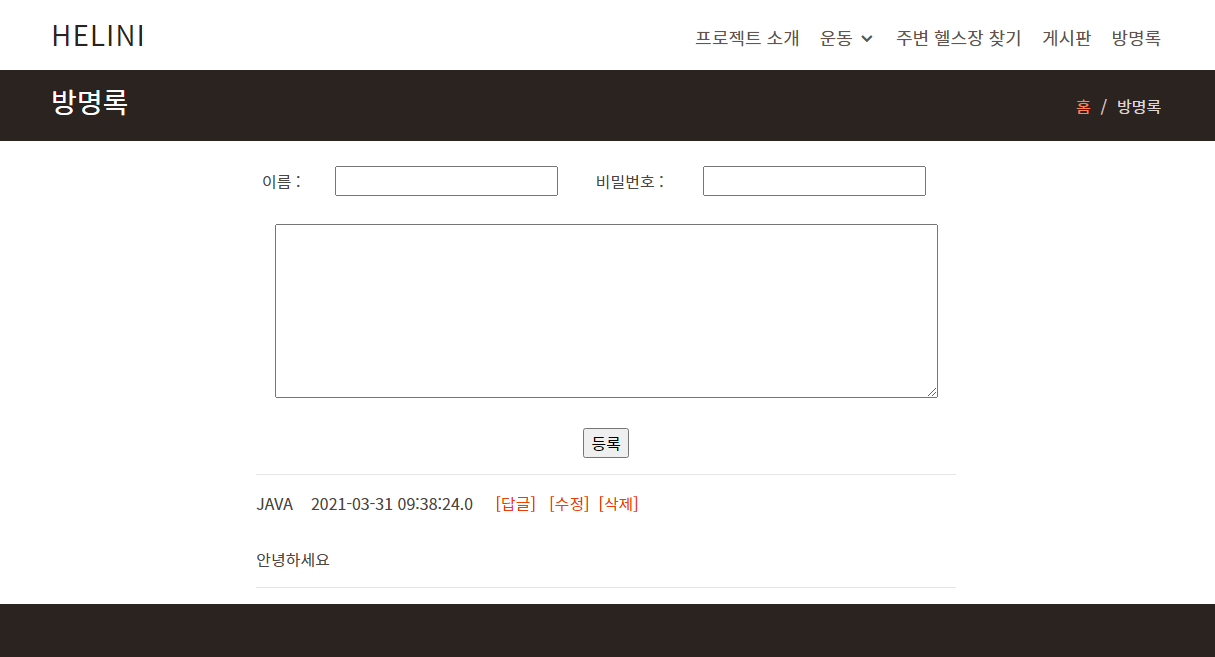 HELINI 프로젝트 소개 운동 주변 헬스장 찾기 게시판 방명록
방명록 홈 / 방명록
이름 : 비밀번호 :
등록
JAVA 2021-03-31 09:38:24.0 [답글] [수정] [삭제]
안녕하세요